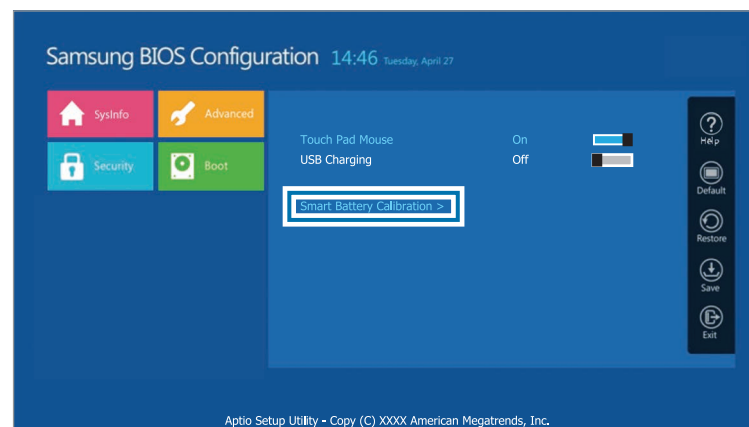 Samsung BIOS Configuration 14:46 Tuesday, April 27
SysInfo
Advanced
Security
Boot
Touch Pad Mouse On
USB Charging Off
Smart Battery Calibration >
Help
Default
Restore
Save
Exit
Aptio Setup Utility - Copy (C) XXXX American Megatrends, Inc.